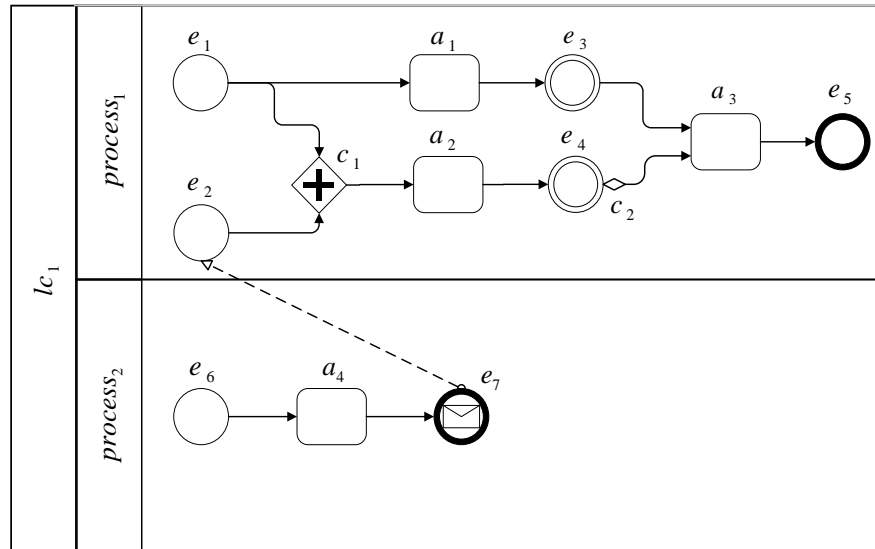 e₁
a₁
e₃
a₃
e₅
c₁
a₂
e₄
c₂
e₂
process₁
lc₁
process₂
e₆
a₄
e₇